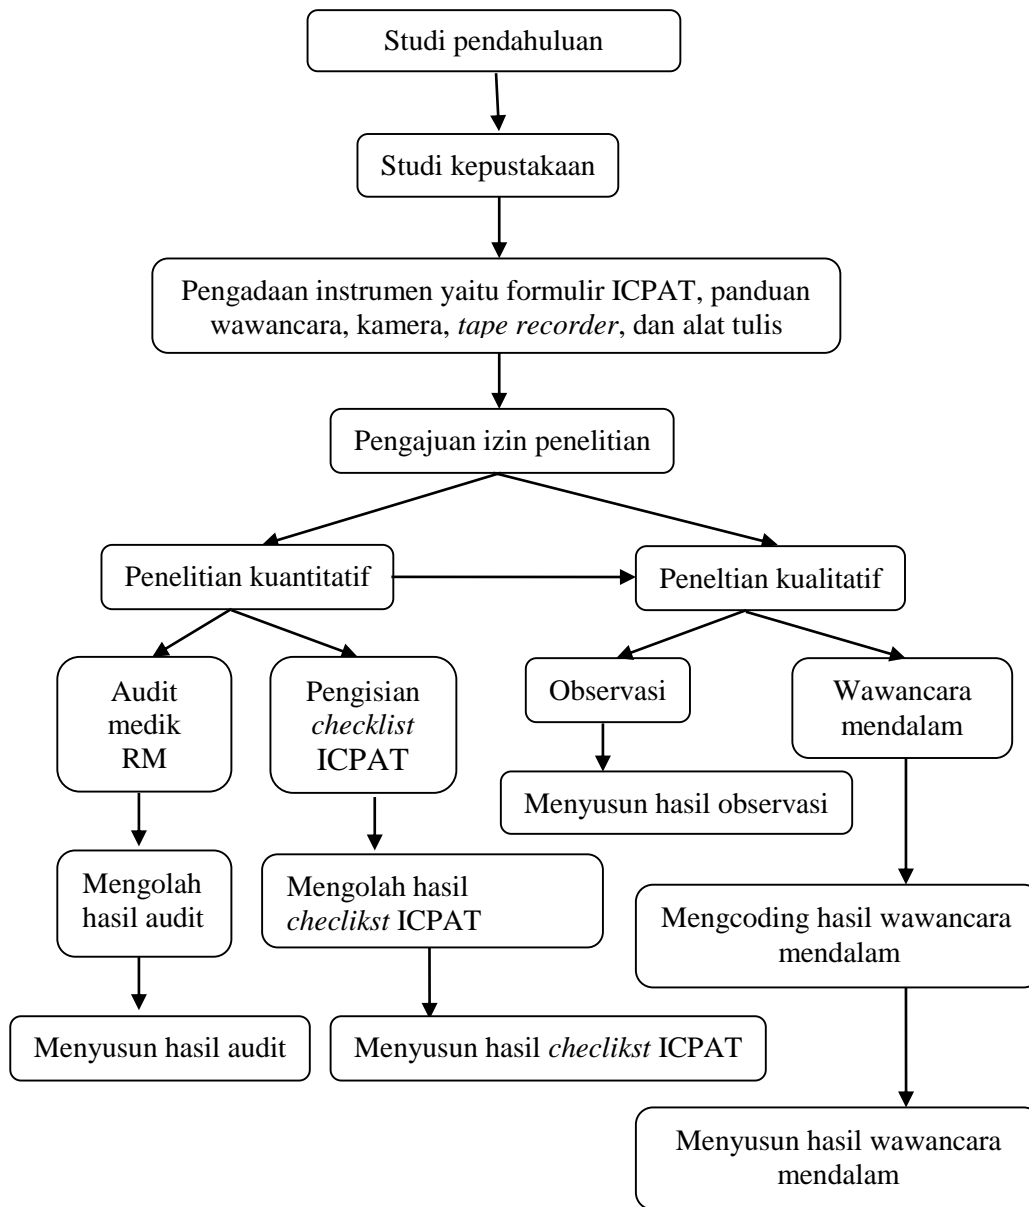 Studi pendahuluan
Studi kepustakaan
Pengadaan instrumen yaitu formulir ICPAT, panduan
wawancara, kamera, tape recorder, dan alat tulis
Pengajuan izin penelitian
Penelitian kuantitatif
Peneltian kualitatif
Audit
medik
RM
Pengisian
checklist
ICPAT
Observasi
Wawancara
mendalam
Menyusun hasil observasi
Mengolah
hasil audit
Mengolah hasil
checlikst ICPAT
Mengcoding hasil wawancara
mendalam
Menyusun hasil audit
Menyusun hasil checlikst ICPAT
Menyusun hasil wawancara
mendalam